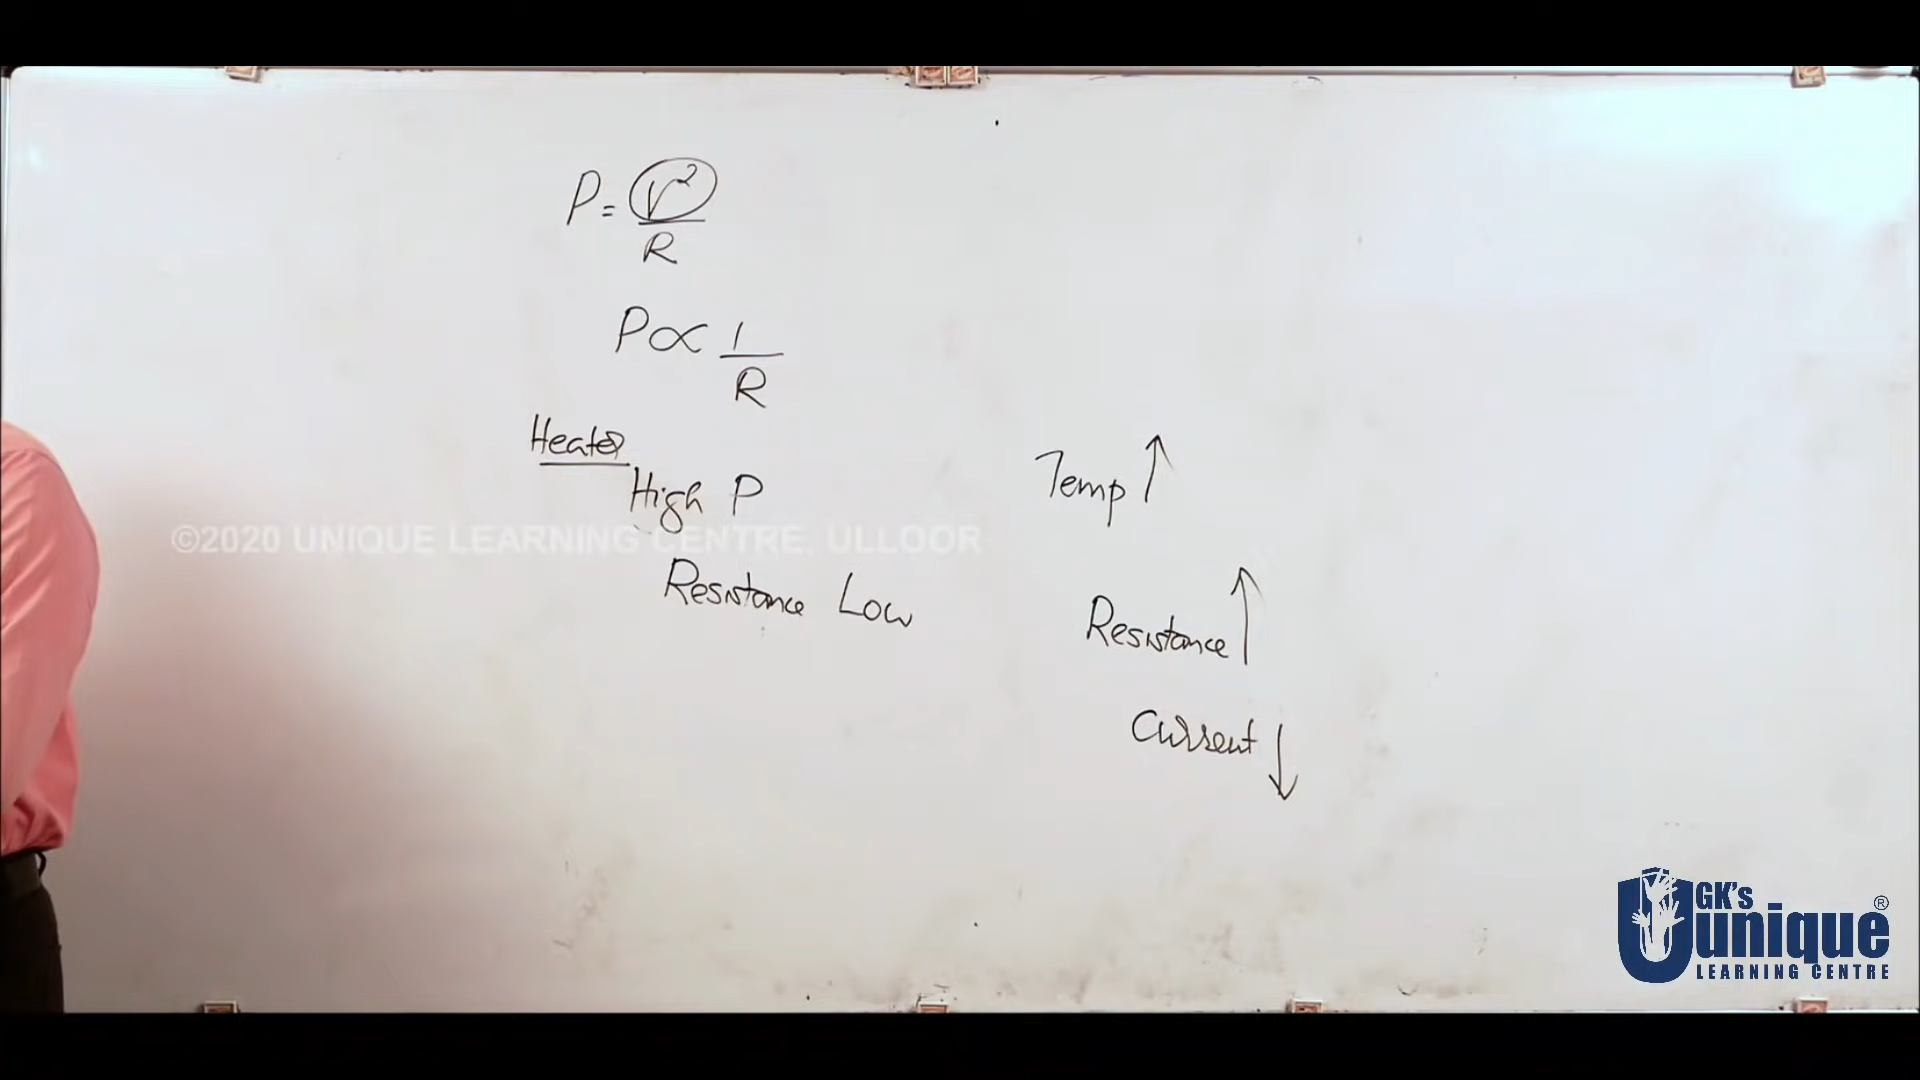 P = V²
R
P ∝ 1
R
Heater
High P
Resistance Low
Temp ↑
Resistance ↑
Current ↓
©2020 UNIQUE LEARNING CENTRE, ULLOOR
GK's
unique®
LEARNING CENTRE